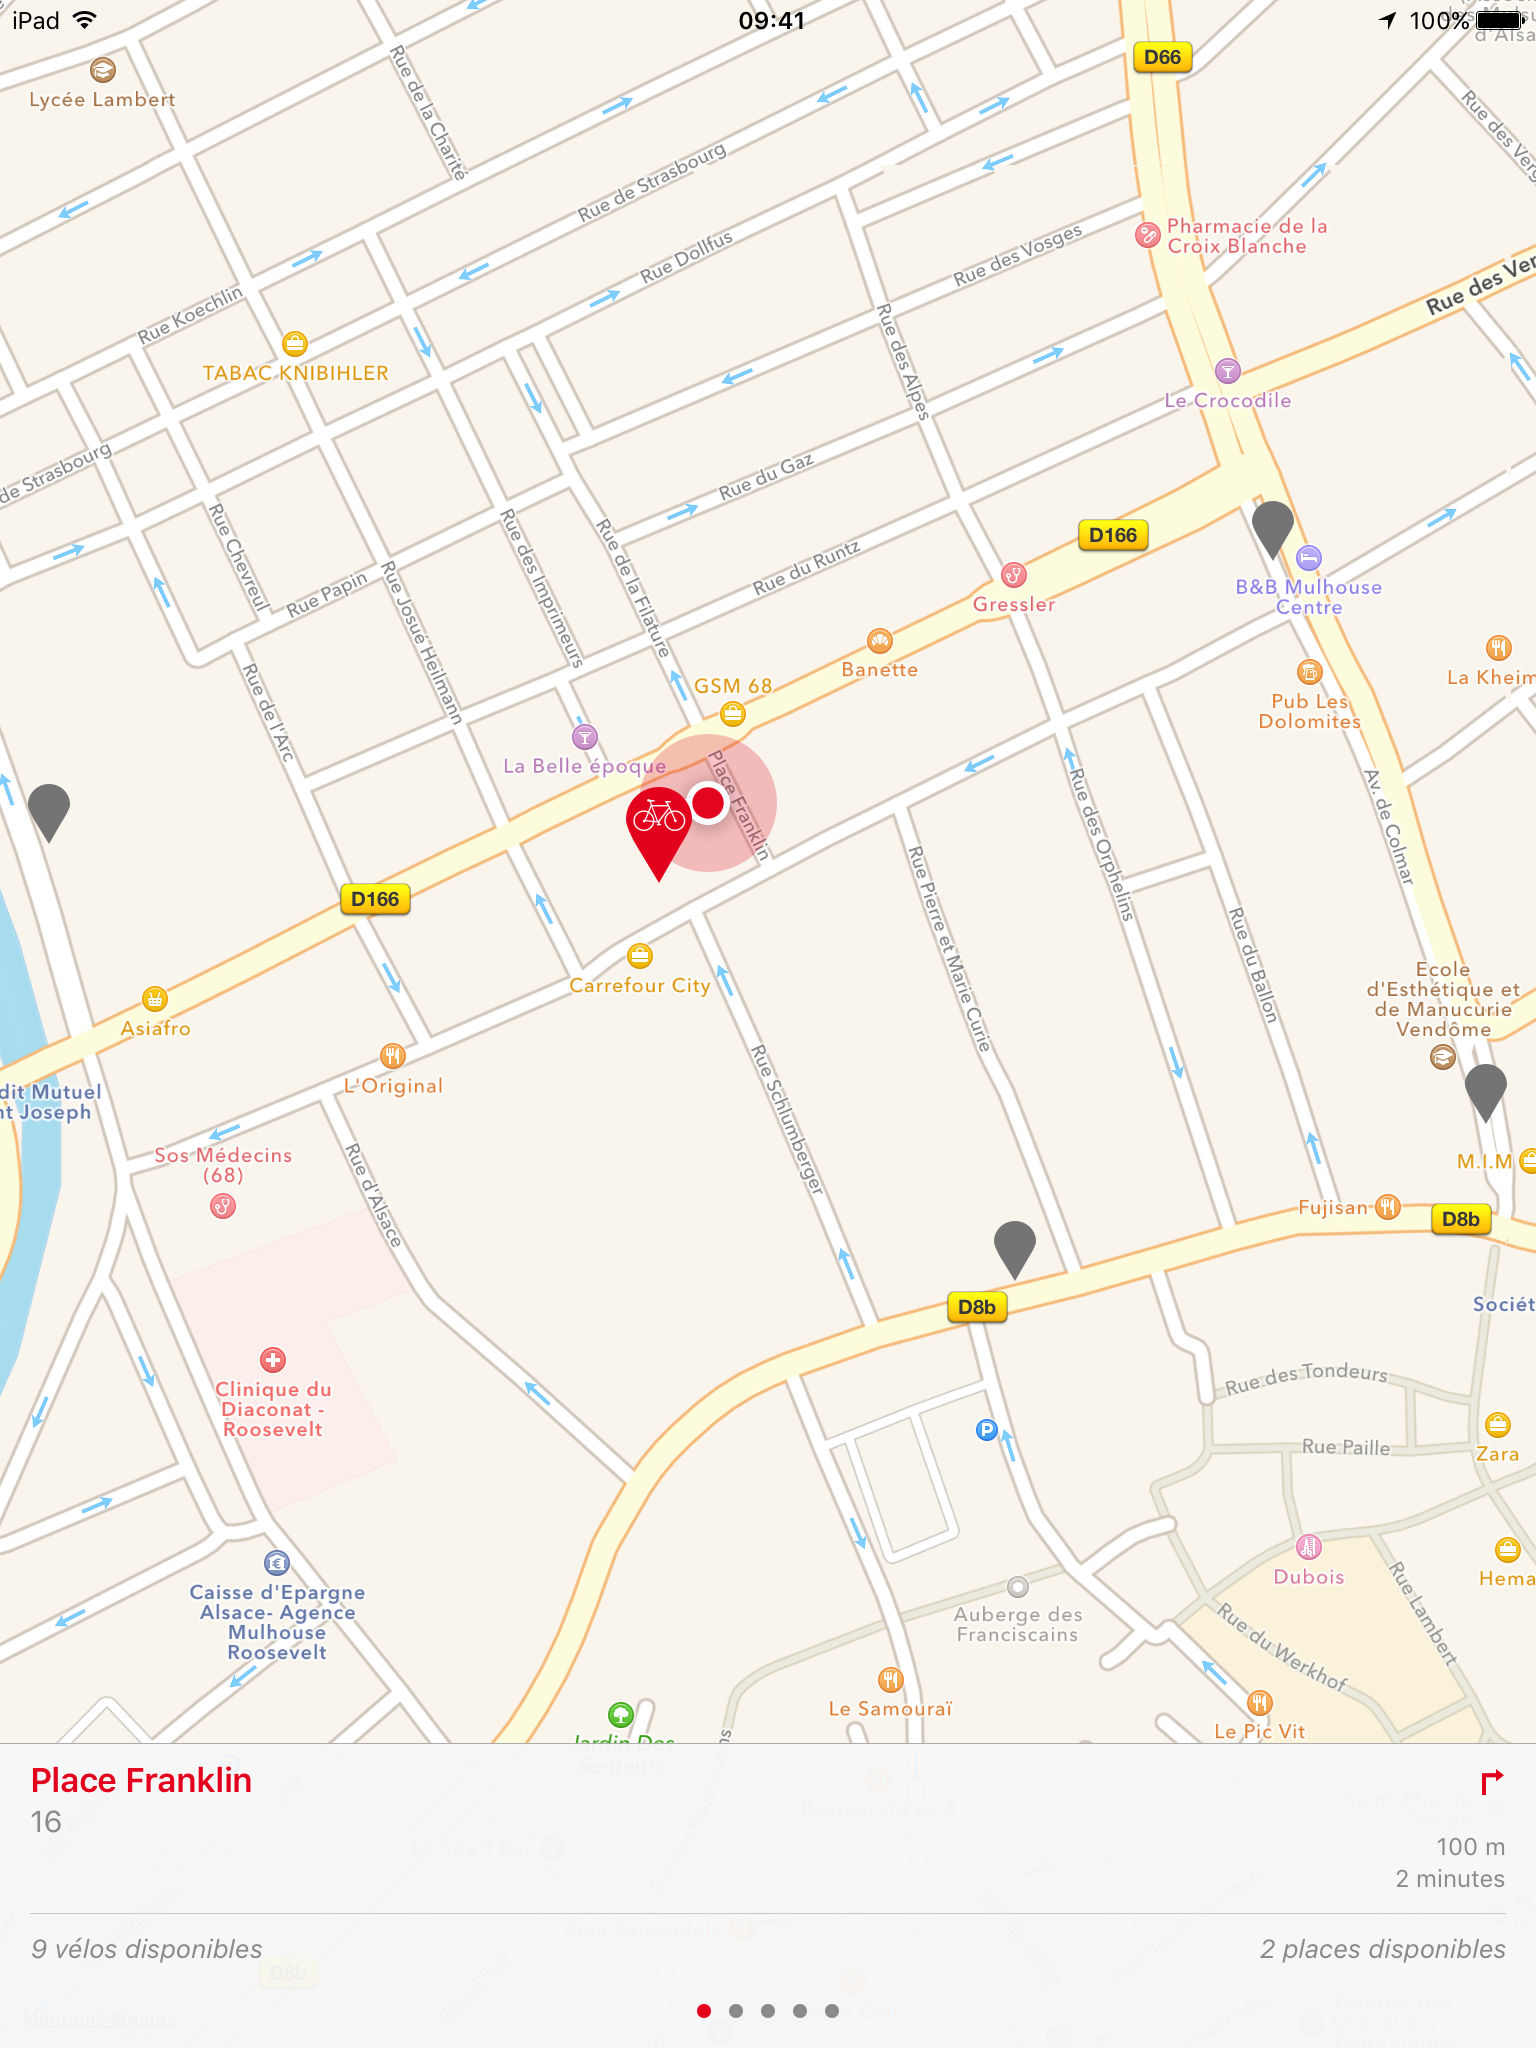 iPad
09:41
100%
D66
Lycée Lambert
Rue de la Charité
Rue de Strasbourg
Rue Dollfus
Rue des Vosges
Pharmacie de la
Croix Blanche
Rue Koechlin
Rue des Alpes
TABAC KNIBIHLER
Le Crocodile
de Strasbourg
Rue du Gaz
Rue Chevreul
Rue Papin
Rue Josué Heilmann
Rue des Imprimeurs
Rue de la Filature
Rue du Runtz
D166
Gressler
B&B Mulhouse
Centre
Banette
La Kheim
GSM 68
Pub Les
Dolomites
Rue de l'Arc
La Belle époque
Place Franklin
Rue des Orphelins
Av. de Colmar
Rue Pierre et Marie Curie
D166
Rue du Ballon
Carrefour City
Ecole
d'Esthétique et
de Manucurie
Vendôme
Asiafro
L'Original
dit Mutuel
nt Joseph
Rue Schlumberger
Sos Médecins
(68)
M.I.M
Rue d'Alsace
Fujisan
D8b
D8b
Sociét
Clinique du
Diaconat -
Roosevelt
Rue des Tondeurs
P
Rue Paille
Zara
Caisse d'Epargne
Alsace- Agence
Mulhouse
Roosevelt
Dubois
Hema
Auberge des
Franciscains
Rue Lambert
Rue du Werkhof
Le Samouraï
Le Pic Vit
Jardin Des
Senteurs
Place Franklin
16
100 m
2 minutes
9 vélos disponibles
2 places disponibles
D8b
Mentions légales